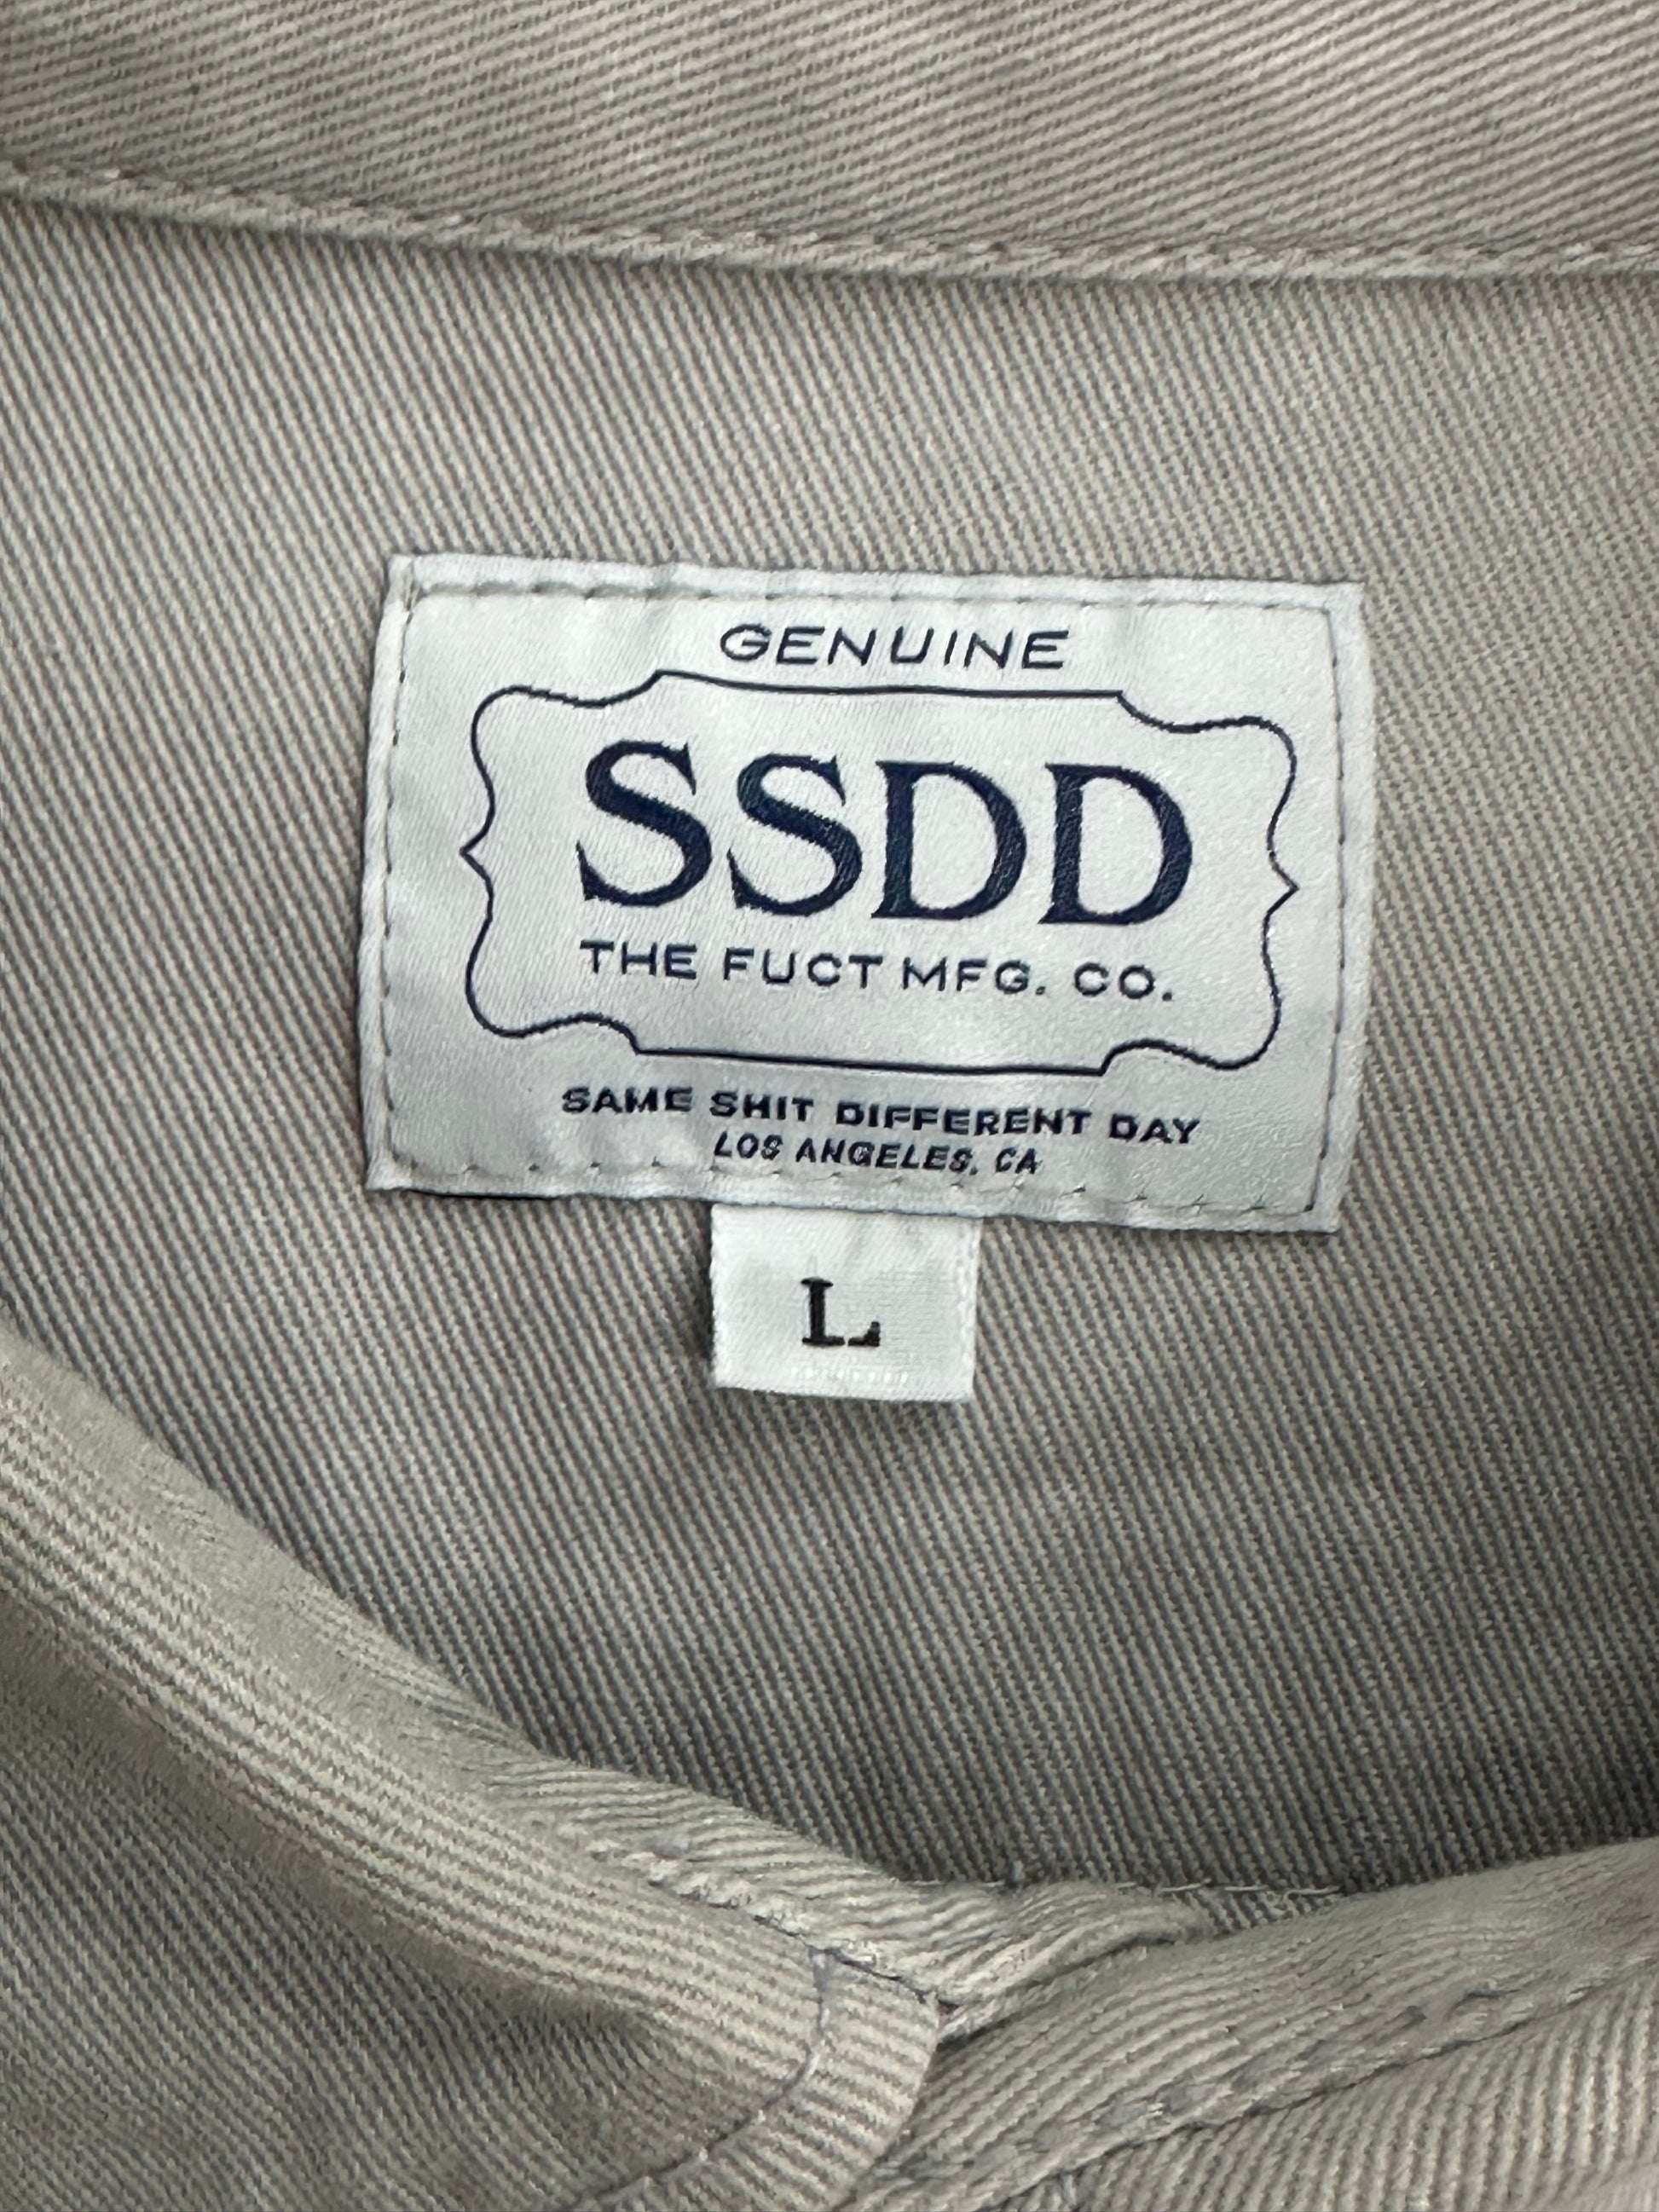 GENUINE
SSDD
THE FUCT MFG. CO.
SAME SHIT DIFFERENT DAY
LOS ANGELES, CA
L